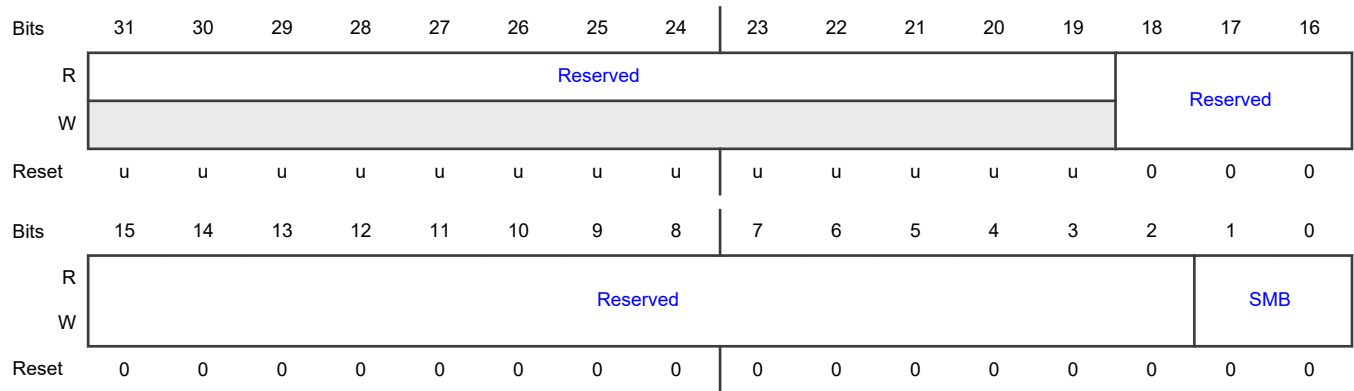 Bits 31 30 29 28 27 26 25 24 23 22 21 20 19 18 17 16
R Reserved Reserved
W
Reset u u u u u u u u u u u u u 0 0 0
Bits 15 14 13 12 11 10 9 8 7 6 5 4 3 2 1 0
R Reserved SMB
W
Reset 0 0 0 0 0 0 0 0 0 0 0 0 0 0 0 0